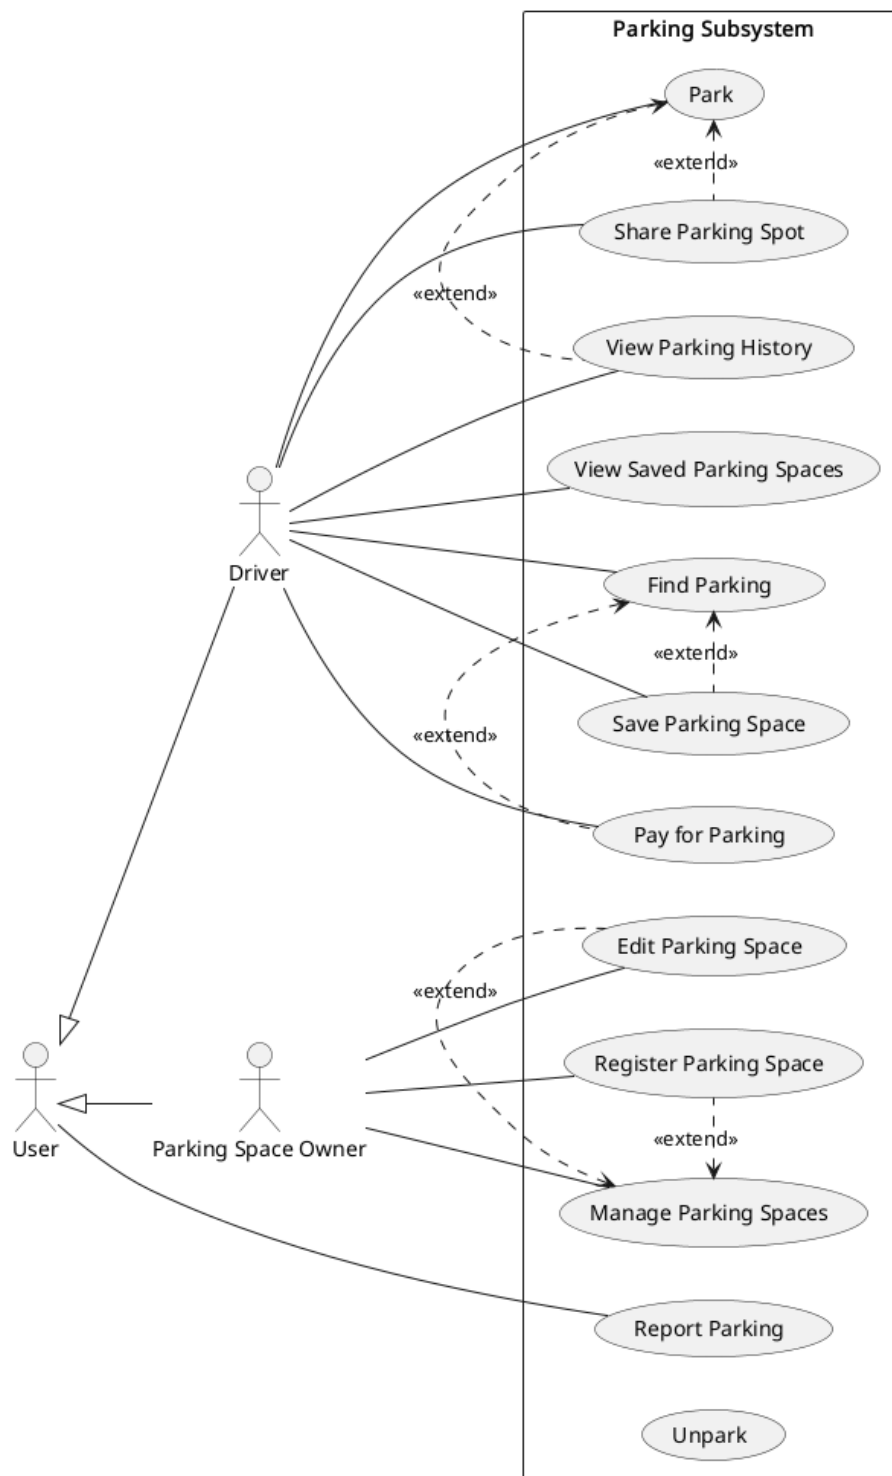 Parking Subsystem
Park
«extend»
Share Parking Spot
«extend»
View Parking History
View Saved Parking Spaces
Driver
Find Parking
«extend»
Save Parking Space
«extend»
Pay for Parking
Edit Parking Space
«extend»
Register Parking Space
«extend»
User
Parking Space Owner
Manage Parking Spaces
Report Parking
Unpark